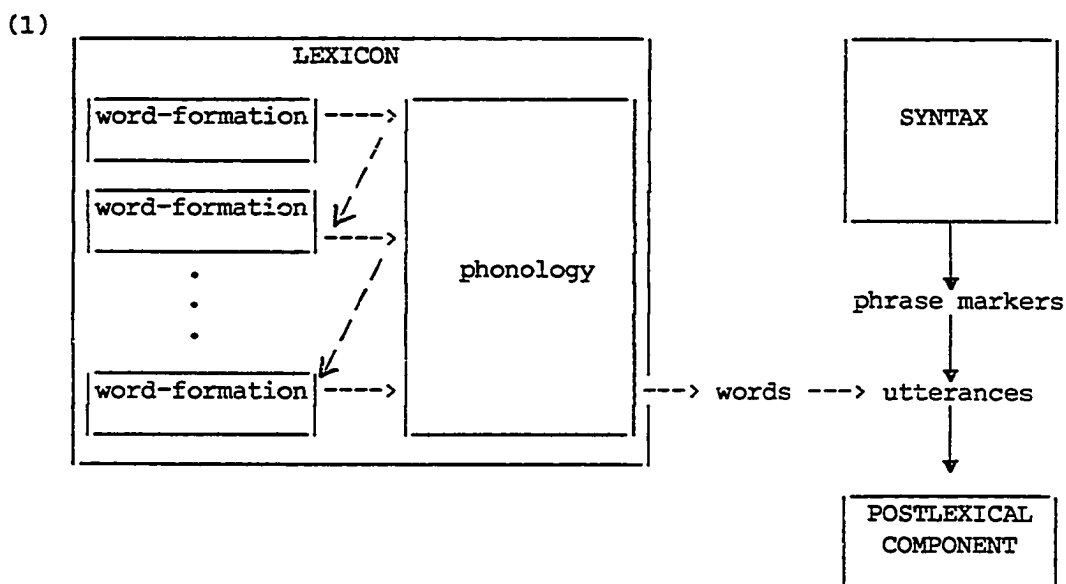 (1)
LEXICON
word-formation
SYNTAX
word-formation
phonology
phrase markers
word-formation
words
utterances
POSTLEXICAL
COMPONENT